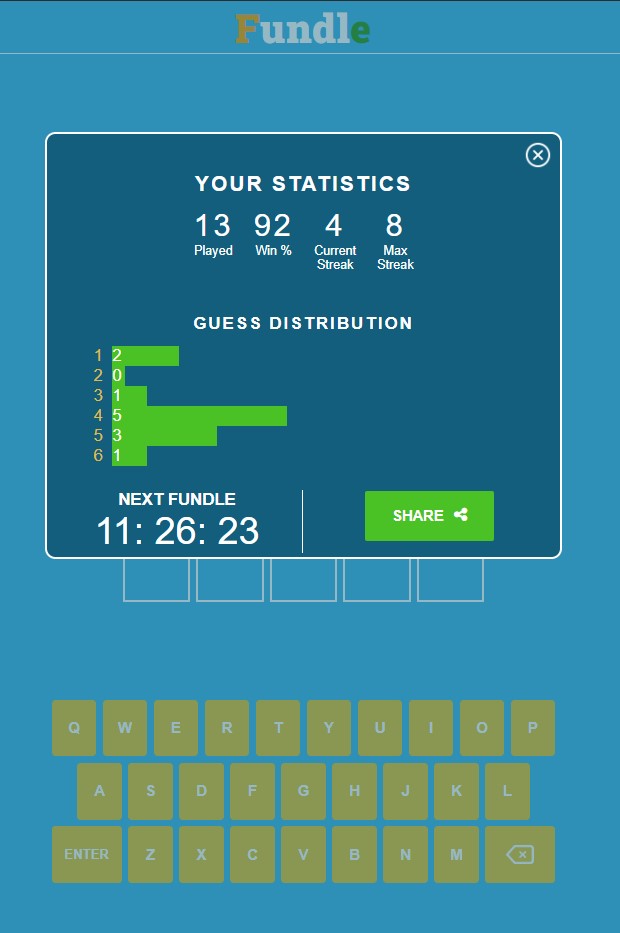 Fundle
YOUR STATISTICS
13 92 4 8
Played Win % Current Streak Max Streak
GUESS DISTRIBUTION
1 2
2 0
3 1
4 5
5 3
6 1
NEXT FUNDLE
11: 26: 23
SHARE
Q W E R T Y U I O P
A S D F G H J K L
ENTER Z X C V B N M